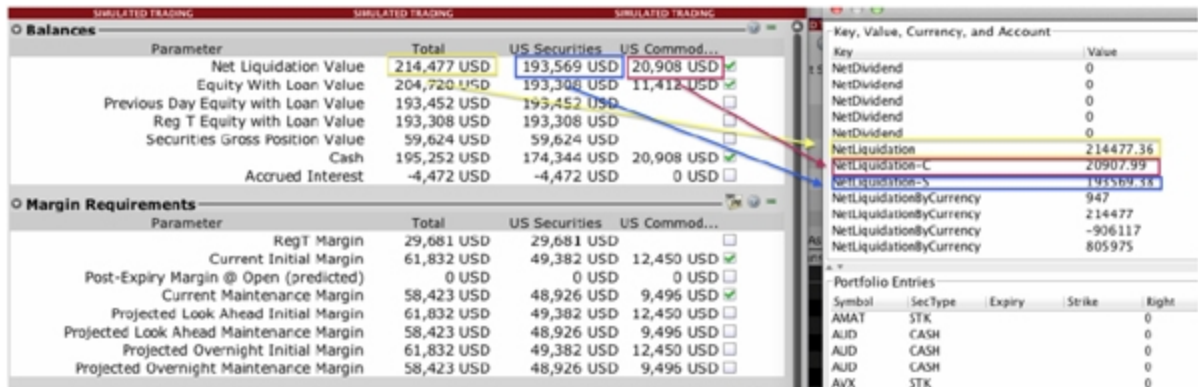 SIMULATED TRADING SIMULATED TRADING SIMULATED TRADING
Balances
Parameter Total US Securities US Commod...
Net Liquidation Value 214,477 USD 193,569 USD 20,908 USD
Equity With Loan Value 204,720 USD 193,308 USD 11,412 USD
Previous Day Equity with Loan Value 193,452 USD 193,452 USD
Reg T Equity with Loan Value 193,308 USD 193,308 USD
Securities Gross Position Value 59,624 USD 59,624 USD
Cash 195,252 USD 174,344 USD 20,908 USD
Accrued Interest -4,472 USD -4,472 USD 0 USD
Margin Requirements
Parameter Total US Securities US Commod...
RegT Margin 29,681 USD 29,681 USD
Current Initial Margin 61,832 USD 49,382 USD 12,450 USD
Post-Expiry Margin @ Open (predicted) 0 USD 0 USD 0 USD
Current Maintenance Margin 58,423 USD 48,926 USD 9,496 USD
Projected Look Ahead Initial Margin 61,832 USD 49,382 USD 12,450 USD
Projected Look Ahead Maintenance Margin 58,423 USD 48,926 USD 9,496 USD
Projected Overnight Initial Margin 61,832 USD 49,382 USD 12,450 USD
Projected Overnight Maintenance Margin 58,423 USD 48,926 USD 9,496 USD
Key, Value, Currency, and Account
Key Value
NetDividend 0
NetDividend 0
NetDividend 0
NetDividend 0
NetDividend 0
NetLiquidation 214477.36
NetLiquidation-C 20907.99
NetLiquidation-S 193569.38
NetLiquidationByCurrency 947
NetLiquidationByCurrency 214477
NetLiquidationByCurrency -906117
NetLiquidationByCurrency 805975
Portfolio Entries
Symbol SecType Expiry Strike Right
AMAT STK 0
AUD CASH 0
AUD CASH 0
AUD CASH 0
AVX STK 0